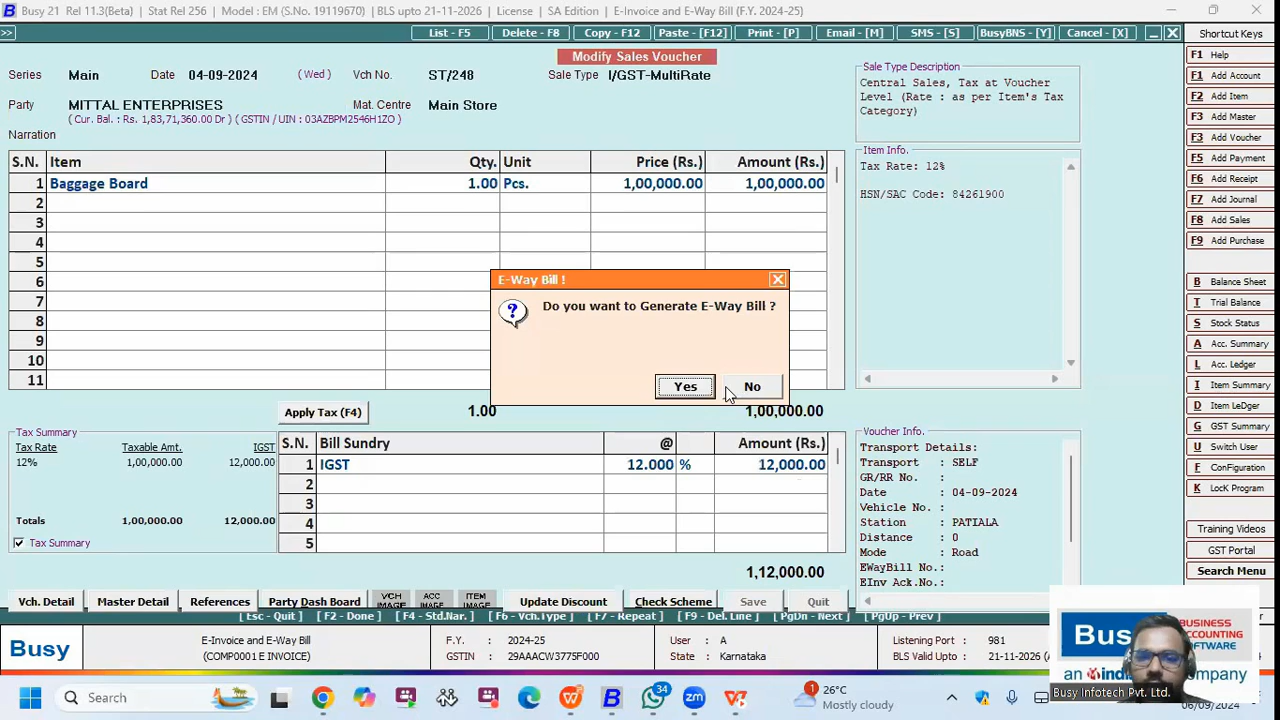 Busy 21 Rel 11.3(Beta) | Stat Rel 256 | Model : EM (S.No. 19119670) | BLS upto 21-11-2026 | License | SA Edition | E-Invoice and E-Way Bill (F.Y. 2024-25)
>> List - F5 Delete - F8 Copy - F12 Paste - [F12] Print - [P] Email - [M] SMS - [S] BusyBNS - [Y] Cancel - [X]
Shortcut Keys
Modify Sales Voucher
Series Main Date 04-09-2024 (Wed) Vch No. ST/248 Sale Type I/GST-MultiRate
Party MITTAL ENTERPRISES Mat. Centre Main Store
( Cur. Bal. : Rs. 1,83,71,360.00 Dr ) ( GSTIN / UIN : 03AZBPM2546H1ZO )
Narration
Sale Type Description
Central Sales, Tax at Voucher
Level (Rate : as per Item's Tax
Category)
S.N. Item Qty. Unit Price (Rs.) Amount (Rs.)
1 Baggage Board 1.00 Pcs. 1,00,000.00 1,00,000.00
2
3
4
5
6
7
8
9
10
11
Item Info.
Tax Rate: 12%
HSN/SAC Code: 84261900
E-Way Bill !
Do you want to Generate E-Way Bill ?
Yes No
Apply Tax (F4) 1.00 1,00,000.00
Tax Summary
Tax Rate Taxable Amt. IGST
12% 1,00,000.00 12,000.00
Totals 1,00,000.00 12,000.00
Tax Summary
S.N. Bill Sundry @ Amount (Rs.)
1 IGST 12.000 % 12,000.00
2
3
4
5
1,12,000.00
Voucher Info.
Transport Details:
Transport : SELF
GR/RR No. :
Date : 04-09-2024
Vehicle No. :
Station : PATIALA
Distance : 0
Mode : Road
EWayBill No.:
EInv Ack.No.:
Vch. Detail Master Detail References Party Dash Board VCH IMAGE ACC IMAGE ITEM IMAGE Update Discount Check Scheme Save Quit
[ Esc - Quit ] [ F2 - Done ] [ F4 - Std.Nar. ] [ F6 - Vch.Type ] [ F7 - Repeat ] [ F9 - Del. Line ] [ PgDn - Next ] [ PgUp - Prev ]
F1 Help
F1 Add Account
F2 Add Item
F3 Add Master
F3 Add Voucher
F5 Add Payment
F6 Add Receipt
F7 Add Journal
F8 Add Sales
F9 Add Purchase
B Balance Sheet
T Trial Balance
S Stock Status
A Acc. Summary
L Acc. Ledger
I Item Summary
D Item LeDger
G GST Summary
U Switch User
F ConFiguration
K LocK Program
Training Videos
GST Portal
Search Menu
Busy
E-Invoice and E-Way Bill
(COMP0001 E INVOICE)
F.Y. : 2024-25
GSTIN : 29AAACW3775F000
User : A
State : Karnataka
Listening Port : 981
BLS Valid Upto : 21-11-2026
BUSINESS
ACCOUNTING
SOFTWARE
Busy Infotech Pvt. Ltd.
Search
34
1
26°C
Mostly cloudy
06/09/2024